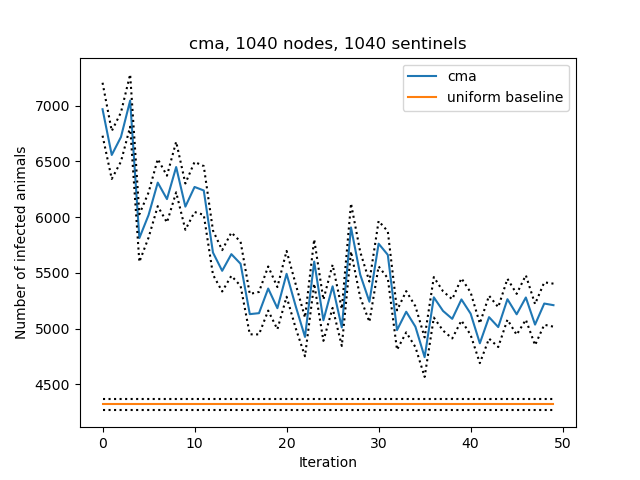 cma, 1040 nodes, 1040 sentinels
cma
uniform baseline
Number of infected animals
7000
6500
6000
5500
5000
4500
0 10 20 30 40 50
Iteration